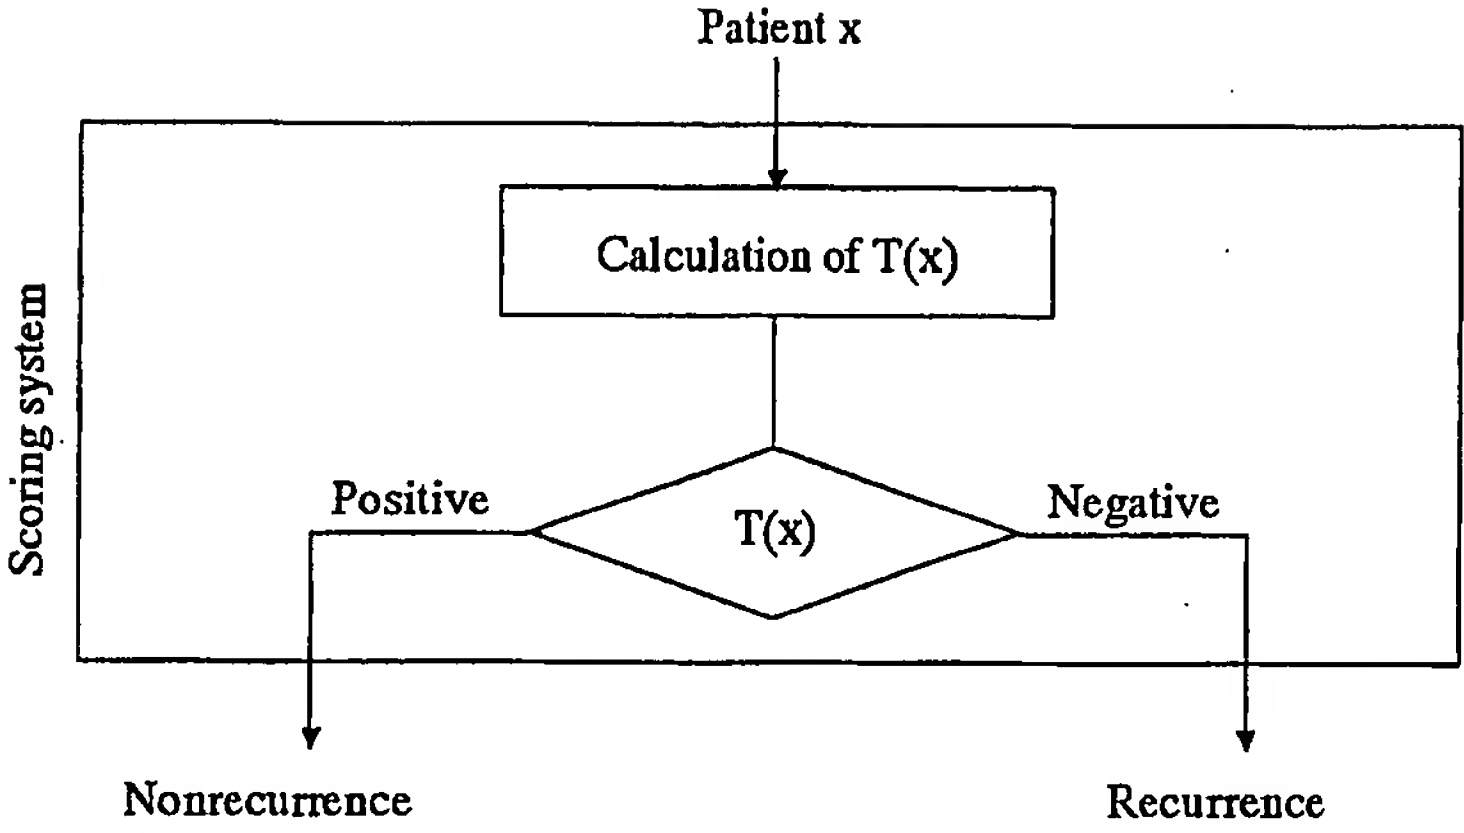 Patient x
Calculation of T(x)
Scoring system
Positive
T(x)
Negative
Nonrecurrence
Recurrence